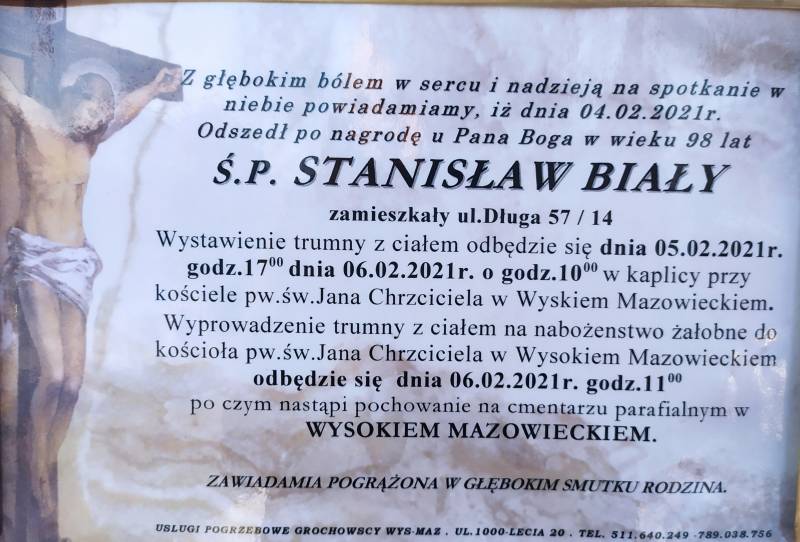 Z głębokim bólem w sercu i nadzieją na spotkanie w
niebie powiadamiamy, iż dnia 04.02.2021r.
Odszedł po nagrodę u Pana Boga w wieku 98 lat
Ś.P. STANISŁAW BIAŁY
zamieszkały ul.Długa 57 / 14
Wystawienie trumny z ciałem odbędzie się dnia 05.02.2021r.
godz.17⁰⁰ dnia 06.02.2021r. o godz.10⁰⁰ w kaplicy przy
kościele pw.św.Jana Chrzciciela w Wyskiem Mazowieckiem.
Wyprowadzenie trumny z ciałem na nabożenstwo żałobne do
kościoła pw.św.Jana Chrzciciela w Wysokiem Mazowieckiem
odbędzie się dnia 06.02.2021r. godz.11⁰⁰
po czym nastąpi pochowanie na cmentarzu parafialnym w
WYSOKIEM MAZOWIECKIEM.
ZAWIADAMIA POGRĄŻONA W GŁĘBOKIM SMUTKU RODZINA.
USŁUGI POGRZEBOWE GROCHOWSCY WYS-MAZ . UL.1000-LECIA 20 . TEL. 511.640.249 -789.038.756